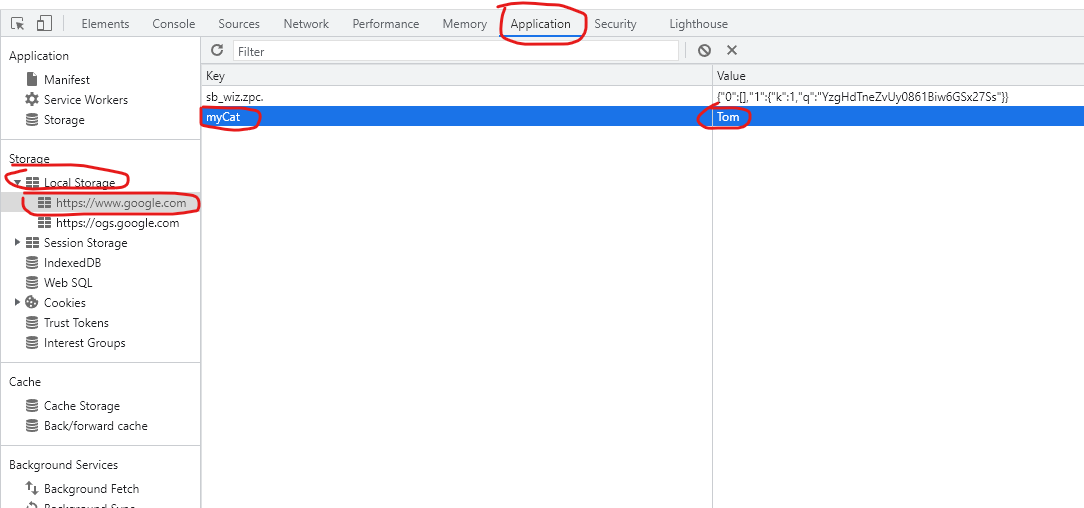 Elements Console Sources Network Performance Memory Application Security Lighthouse
Application
Manifest
Service Workers
Storage
Storage
Local Storage
https://www.google.com
https://ogs.google.com
Session Storage
IndexedDB
Web SQL
Cookies
Trust Tokens
Interest Groups
Cache
Cache Storage
Back/forward cache
Background Services
Background Fetch
Background Sync
Filter
Key Value
sb_wiz.zpc. {"0":[],"1":{"k":1,"q":"YzgHdTneZvUy0861Biw6GSx27Ss"}}
myCat Tom